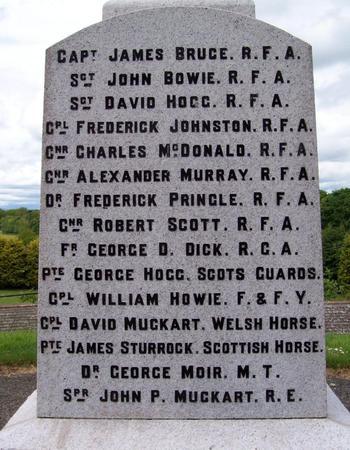 CAPT JAMES BRUCE. R. F. A.
SGT JOHN BOWIE. R. F. A.
SGT DAVID HOGG. R. F. A.
CPL FREDERICK JOHNSTON. R. F. A.
GNR CHARLES MCDONALD. R. F. A.
GNR ALEXANDER MURRAY. R. F. A.
DR FREDERICK PRINGLE. R. F. A.
GNR ROBERT SCOTT. R. F. A.
FR GEORGE D. DICK. R. G. A.
PTE GEORGE HOGG. SCOTS GUARDS.
CPL WILLIAM HOWIE. F. & F. Y.
CPL DAVID MUCKART. WELSH HORSE.
PTE JAMES STURROCK. SCOTTISH HORSE.
DR GEORGE MOIR. M. T.
SPR JOHN P. MUCKART. R. E.